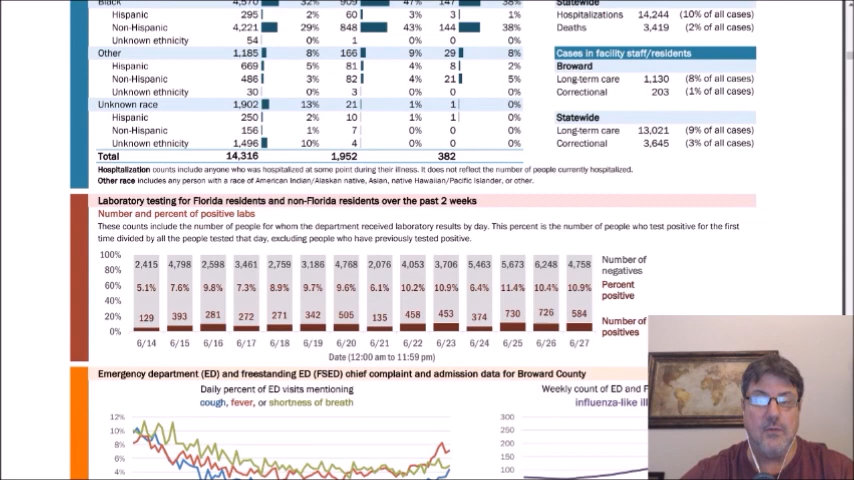 Black 4,570 32% 909 47% 147 38%
Hispanic 295 2% 60 3% 3 1%
Non-Hispanic 4,221 29% 848 43% 144 38%
Unknown ethnicity 54 0% 1 0% 0 0%
Other 1,185 8% 166 9% 29 8%
Hispanic 669 5% 81 4% 8 2%
Non-Hispanic 486 3% 82 4% 21 5%
Unknown ethnicity 30 0% 3 0% 0 0%
Unknown race 1,902 13% 21 1% 1 0%
Hispanic 250 2% 10 1% 1 0%
Non-Hispanic 156 1% 7 0% 0 0%
Unknown ethnicity 1,496 10% 4 0% 0 0%
Total 14,316 1,952 382
Hospitalization counts include anyone who was hospitalized at some point during their illness. It does not reflect the number of people currently hospitalized.
Other race includes any person with a race of American Indian/Alaskan native, Asian, native Hawaiian/Pacific Islander, or other.
Statewide
Hospitalizations 14,244 (10% of all cases)
Deaths 3,419 (2% of all cases)
Cases in facility staff/residents
Broward
Long-term care 1,130 (8% of all cases)
Correctional 203 (1% of all cases)
Statewide
Long-term care 13,021 (9% of all cases)
Correctional 3,645 (3% of all cases)
Laboratory testing for Florida residents and non-Florida residents over the past 2 weeks
Number and percent of positive labs
These counts include the number of people for whom the department received laboratory results by day. This percent is the number of people who test positive for the first
time divided by all the people tested that day, excluding people who have previously tested positive.
100%
80%
60%
40%
20%
0%
2,415 4,798 2,598 3,461 2,759 3,186 4,768 2,076 4,053 3,706 5,463 5,673 6,248 4,758
Number of
negatives
5.1% 7.6% 9.8% 7.3% 8.9% 9.7% 9.6% 6.1% 10.2% 10.9% 6.4% 11.4% 10.4% 10.9%
Percent
positive
129 393 281 272 271 342 505 135 458 453 374 730 726 584
Number of
positives
6/14 6/15 6/16 6/17 6/18 6/19 6/20 6/21 6/22 6/23 6/24 6/25 6/26 6/27
Date (12:00 am to 11:59 pm)
Emergency department (ED) and freestanding ED (FSED) chief complaint and admission data for Broward County
Daily percent of ED visits mentioning
cough, fever, or shortness of breath
12%
10%
8%
6%
4%
Weekly count of ED and F
influenza-like ill
300
250
200
150
100